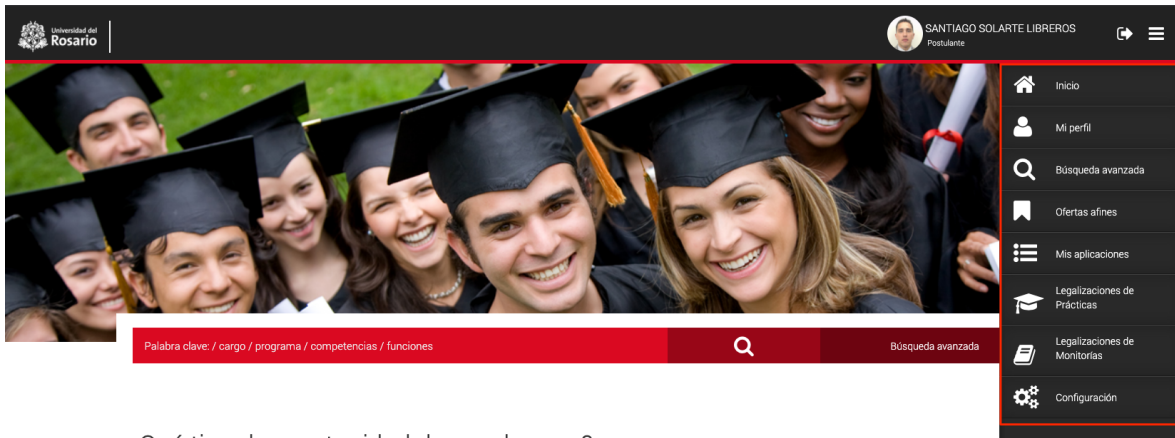 Universidad del
Rosario
SANTIAGO SOLARTE LIBREROS
Postulante
Inicio
Mi perfil
Búsqueda avanzada
Ofertas afines
Mis aplicaciones
Legalizaciones de
Prácticas
Legalizaciones de
Monitorías
Configuración
Palabra clave: / cargo / programa / competencias / funciones
Búsqueda avanzada